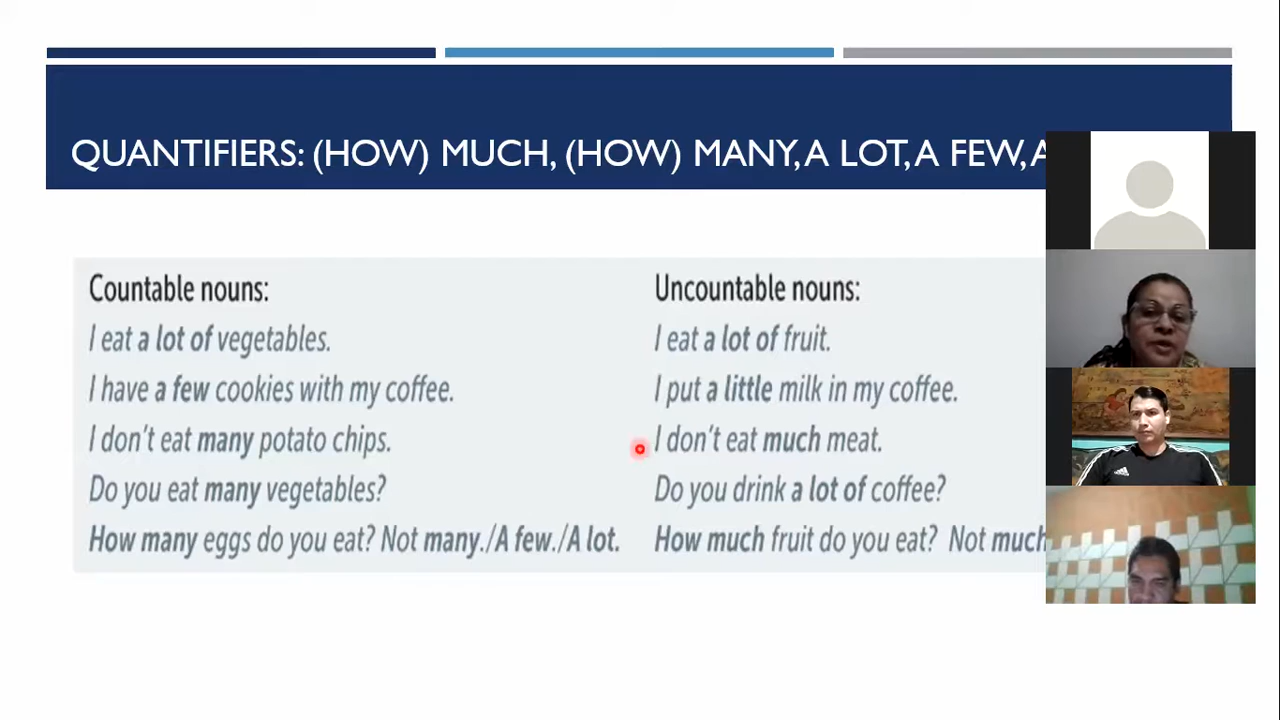 QUANTIFIERS: (HOW) MUCH, (HOW) MANY, A LOT, A FEW,
Countable nouns:
I eat a lot of vegetables.
I have a few cookies with my coffee.
I don't eat many potato chips.
Do you eat many vegetables?
How many eggs do you eat? Not many./A few./A lot.
Uncountable nouns:
I eat a lot of fruit.
I put a little milk in my coffee.
I don't eat much meat.
Do you drink a lot of coffee?
How much fruit do you eat? Not much